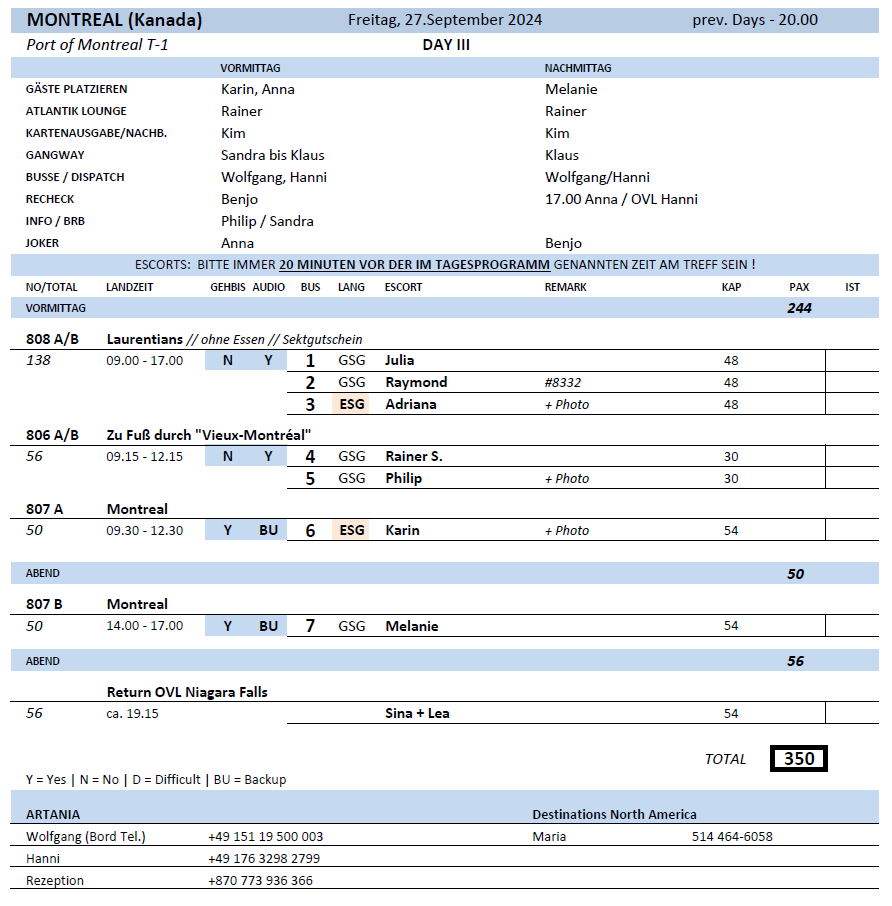 MONTREAL (Kanada) Freitag, 27.September 2024 prev. Days - 20.00
Port of Montreal T-1 DAY III
VORMITTAG NACHMITTAG
GÄSTE PLATZIEREN Karin, Anna Melanie
ATLANTIK LOUNGE Rainer Rainer
KARTENAUSGABE/NACHB. Kim Kim
GANGWAY Sandra bis Klaus Klaus
BUSSE / DISPATCH Wolfgang, Hanni Wolfgang/Hanni
RECHECK Benjo 17.00 Anna / OVL Hanni
INFO / BRB Philip / Sandra
JOKER Anna Benjo
ESCORTS: BITTE IMMER 20 MINUTEN VOR DER IM TAGESPROGRAMM GENANNTEN ZEIT AM TREFF SEIN !
NO/TOTAL LANDZEIT GEHBIS AUDIO BUS LANG ESCORT REMARK KAP PAX IST
VORMITTAG 244
808 A/B Laurentians // ohne Essen // Sektgutschein
138 09.00 - 17.00 N Y 1 GSG Julia 48
2 GSG Raymond #8332 48
3 ESG Adriana + Photo 48
806 A/B Zu Fuß durch "Vieux-Montréal"
56 09.15 - 12.15 N Y 4 GSG Rainer S. 30
5 GSG Philip + Photo 30
807 A Montreal
50 09.30 - 12.30 Y BU 6 ESG Karin + Photo 54
ABEND 50
807 B Montreal
50 14.00 - 17.00 Y BU 7 GSG Melanie 54
ABEND 56
Return OVL Niagara Falls
56 ca. 19.15 Sina + Lea 54
TOTAL 350
Y = Yes | N = No | D = Difficult | BU = Backup
ARTANIA Destinations North America
Wolfgang (Bord Tel.) +49 151 19 500 003 Maria 514 464-6058
Hanni +49 176 3298 2799
Rezeption +870 773 936 366